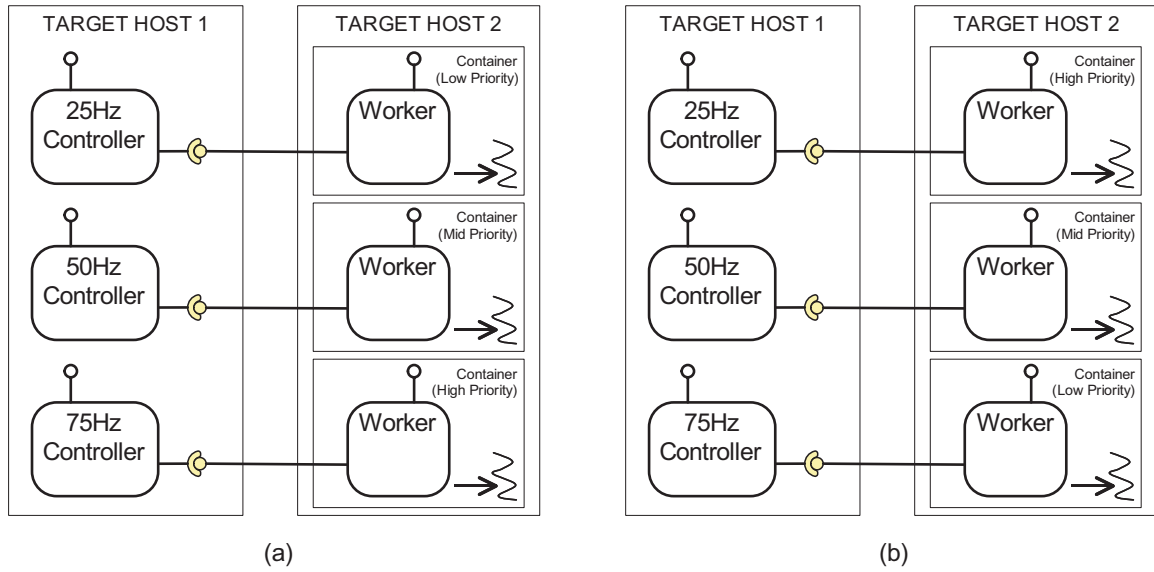 TARGET HOST 1
TARGET HOST 2
Container
(Low Priority)
25Hz
Controller
Worker
Container
(Mid Priority)
50Hz
Controller
Worker
Container
(High Priority)
75Hz
Controller
Worker
(a)
TARGET HOST 1
TARGET HOST 2
Container
(High Priority)
25Hz
Controller
Worker
Container
(Mid Priority)
50Hz
Controller
Worker
Container
(Low Priority)
75Hz
Controller
Worker
(b)